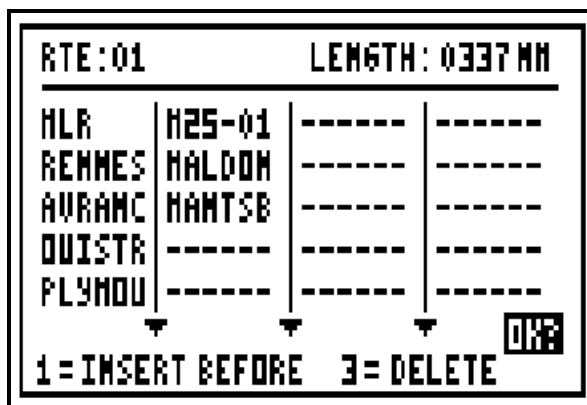 RTE:01 LENGTH: 0337 NM
MLR M25-01 ------ ------
RENNES MALDON ------ ------
AVRANC MANTSB ------ ------
OUISTR ------ ------ ------
PLYMOU ------ ------ ------
OK?
1=INSERT BEFORE 3=DELETE